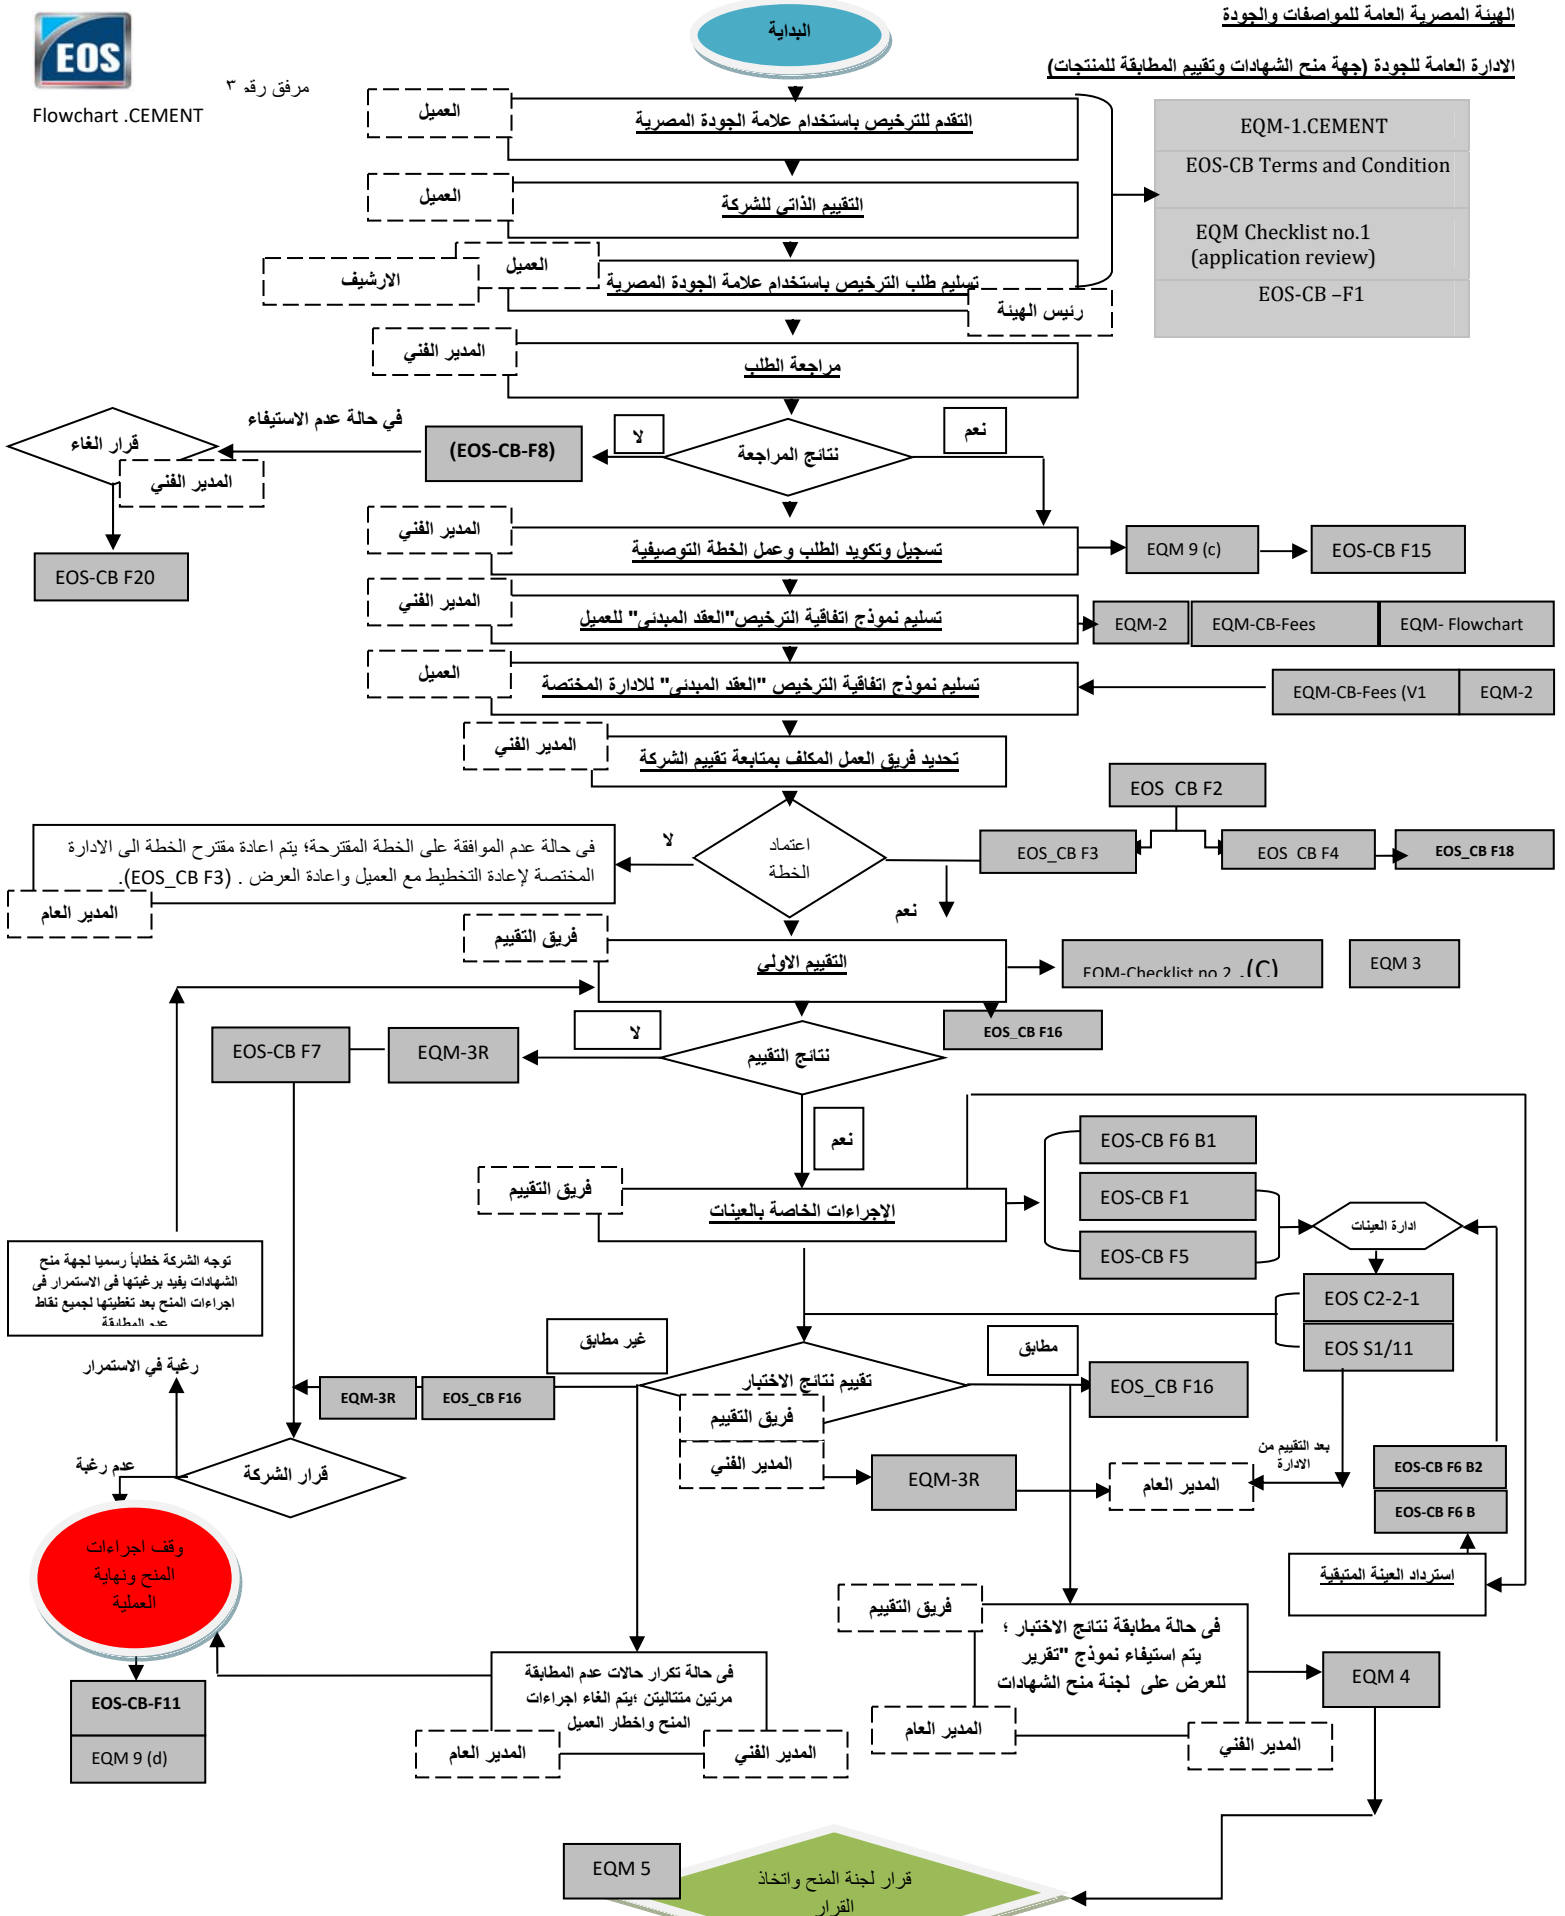 الهيئة المصرية العامة للمواصفات والجودة
الادارة العامة للجودة (جهة منح الشهادات وتقييم المطابقة للمنتجات)
EOS
مرفق رقم ٣
Flowchart .CEMENT
البداية
العميل
التقدم للترخيص باستخدام علامة الجودة المصرية
EQM-1.CEMENT
EOS-CB Terms and Condition
EQM Checklist no.1
(application review)
EOS-CB –F1
العميل
التقييم الذاتي للشركة
العميل
الارشيف
تسليم طلب الترخيص باستخدام علامة الجودة المصرية
رئيس الهيئة
المدير الفني
مراجعة الطلب
نتائج المراجعة
نعم
لا
(EOS-CB-F8)
في حالة عدم الاستيفاء
قرار الغاء
المدير الفني
EOS-CB F20
المدير الفني
تسجيل وتكويد الطلب وعمل الخطة التوصيفية
EQM 9 (c)
EOS-CB F15
المدير الفني
تسليم نموذج اتفاقية الترخيص"العقد المبدئى" للعميل
EQM-2
EQM-CB-Fees
EQM- Flowchart
العميل
تسليم نموذج اتفاقية الترخيص "العقد المبدئى" للادارة المختصة
EQM-CB-Fees (V1
EQM-2
المدير الفني
تحديد فريق العمل المكلف بمتابعة تقييم الشركة
EOS_CB F2
EOS_CB F3
EOS_CB F4
EOS_CB F18
اعتماد
الخطة
لا
نعم
فى حالة عدم الموافقة على الخطة المقترحة؛ يتم اعادة مقترح الخطة الى الادارة
المختصة لإعادة التخطيط مع العميل واعادة العرض . (EOS_CB F3).
المدير العام
فريق التقييم
التقييم الاولي
EQM-Checklist no 2 .(C)
EQM 3
EOS_CB F16
نتائج التقييم
لا
EQM-3R
EOS-CB F7
نعم
فريق التقييم
الإجراءات الخاصة بالعينات
EOS-CB F6 B1
EOS-CB F1
EOS-CB F5
ادارة العينات
EOS C2-2-1
EOS S1/11
توجه الشركة خطاباً رسميا لجهة منح
الشهادات يفيد برغبتها فى الاستمرار فى
اجراءات المنح بعد تغطيتها لجميع نقاط
عدم المطابقة
رغبة في الاستمرار
غير مطابق
مطابق
تقييم نتائج الاختبار
فريق التقييم
المدير الفني
EOS_CB F16
EQM-3R
EOS_CB F16
EQM-3R
المدير العام
بعد التقييم من
الادارة
EOS-CB F6 B2
EOS-CB F6 B
استرداد العينة المتبقية
قرار الشركة
عدم رغبة
وقف اجراءات
المنح ونهاية
العملية
EOS-CB-F11
EQM 9 (d)
فى حالة تكرار حالات عدم المطابقة
مرتين متتاليتن ؛يتم الغاء اجراءات
المنح واخطار العميل
المدير العام
المدير الفني
فريق التقييم
فى حالة مطابقة نتائج الاختبار ؛
يتم استيفاء نموذج "تقرير
للعرض على لجنة منح الشهادات
المدير العام
المدير الفني
EQM 4
EQM 5
قرار لجنة المنح واتخاذ
القرار